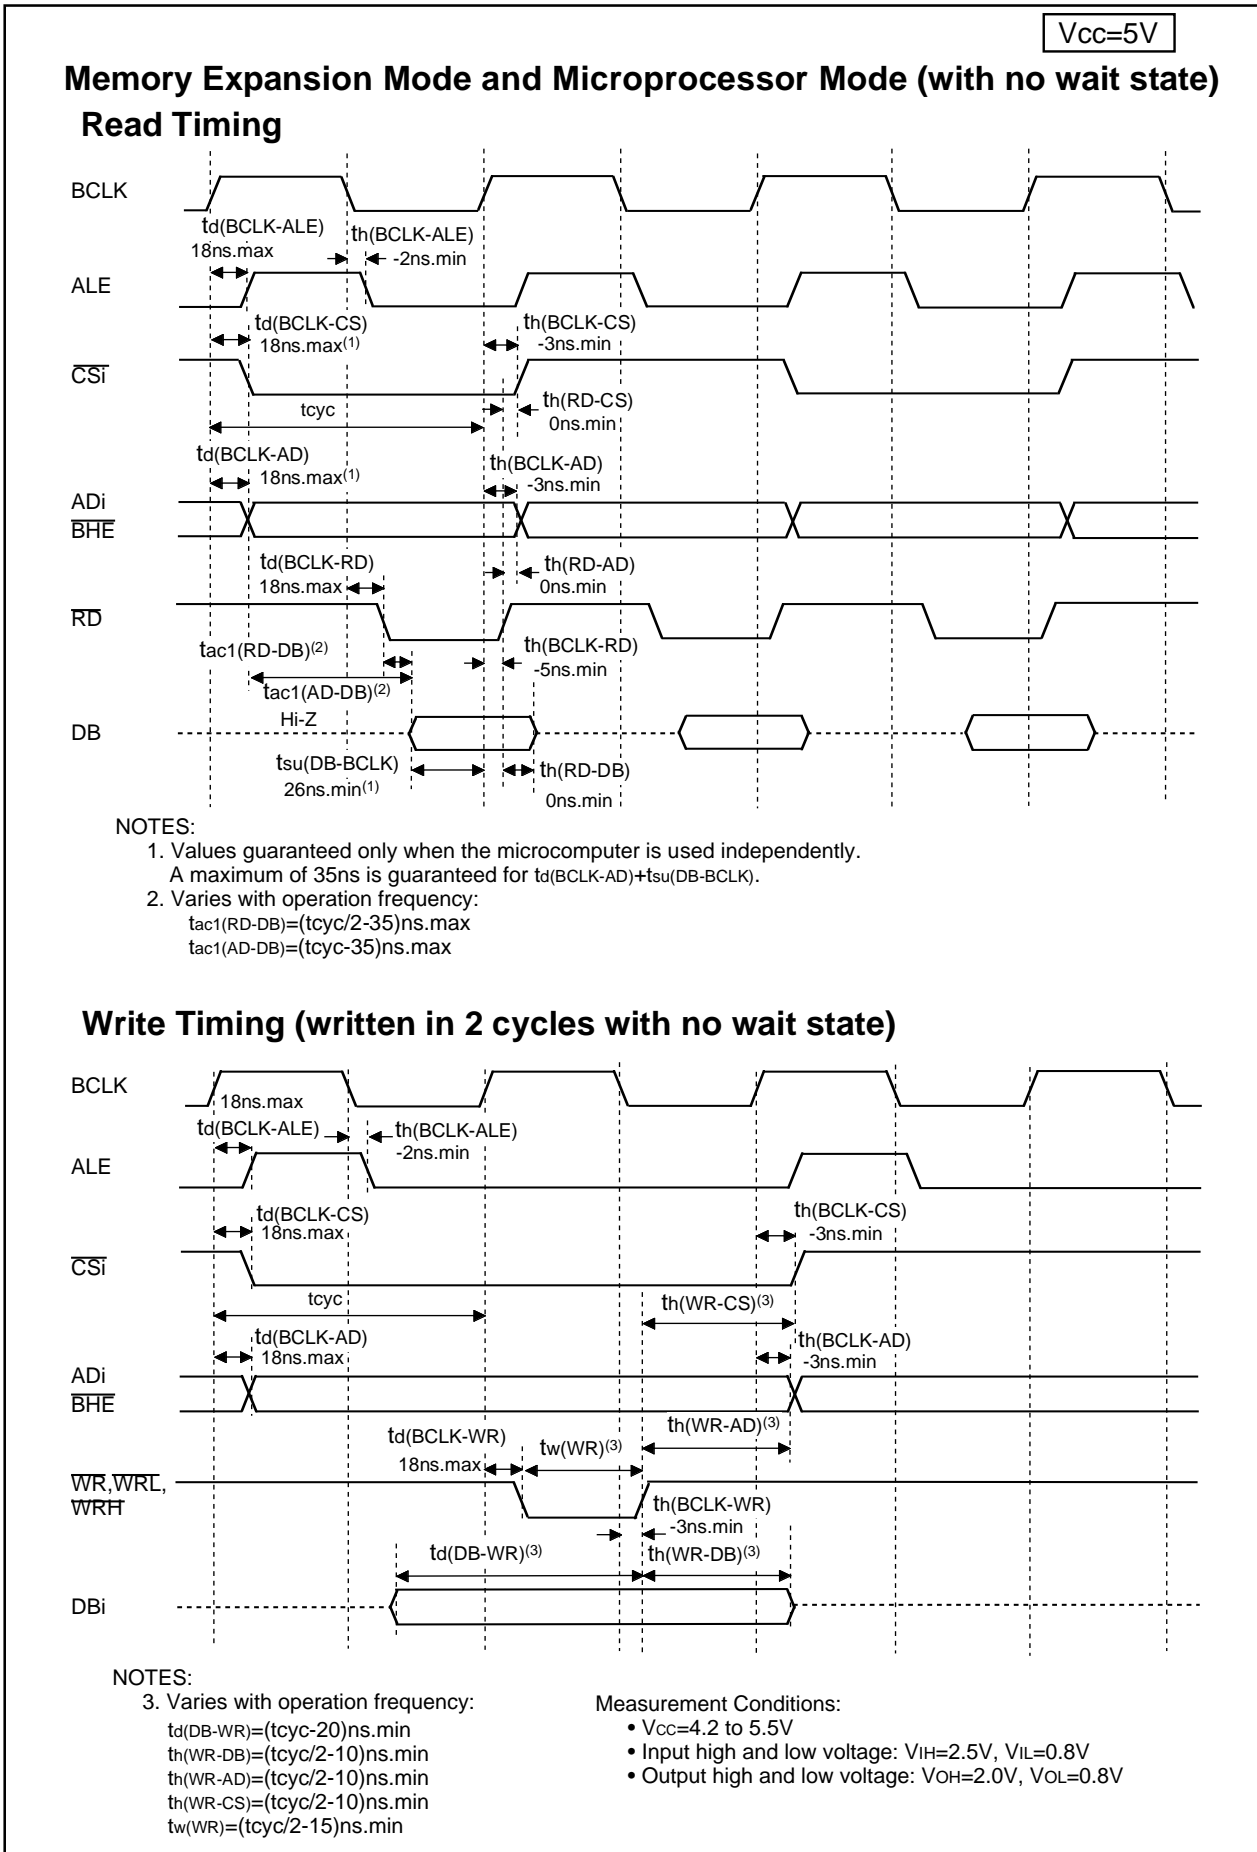 Vcc=5V
Memory Expansion Mode and Microprocessor Mode (with no wait state)
Read Timing
BCLK
td(BCLK-ALE)
18ns.max
th(BCLK-ALE)
-2ns.min
ALE
td(BCLK-CS)
18ns.max(1)
th(BCLK-CS)
-3ns.min
CSi
tcyc
th(RD-CS)
0ns.min
td(BCLK-AD)
18ns.max(1)
th(BCLK-AD)
-3ns.min
ADi
BHE
td(BCLK-RD)
18ns.max
th(RD-AD)
0ns.min
RD
tac1(RD-DB)(2)
th(BCLK-RD)
-5ns.min
tac1(AD-DB)(2)
Hi-Z
DB
tsu(DB-BCLK)
26ns.min(1)
th(RD-DB)
0ns.min
NOTES:
1. Values guaranteed only when the microcomputer is used independently.
A maximum of 35ns is guaranteed for td(BCLK-AD)+tsu(DB-BCLK).
2. Varies with operation frequency:
tac1(RD-DB)=(tcyc/2-35)ns.max
tac1(AD-DB)=(tcyc-35)ns.max
Write Timing (written in 2 cycles with no wait state)
BCLK
18ns.max
td(BCLK-ALE)
th(BCLK-ALE)
-2ns.min
ALE
td(BCLK-CS)
18ns.max
th(BCLK-CS)
-3ns.min
CSi
tcyc
th(WR-CS)(3)
td(BCLK-AD)
18ns.max
th(BCLK-AD)
-3ns.min
ADi
BHE
td(BCLK-WR)
18ns.max
tw(WR)(3)
th(WR-AD)(3)
WR,WRL,
WRH
th(BCLK-WR)
-3ns.min
td(DB-WR)(3)
th(WR-DB)(3)
DBi
NOTES:
3. Varies with operation frequency:
td(DB-WR)=(tcyc-20)ns.min
th(WR-DB)=(tcyc/2-10)ns.min
th(WR-AD)=(tcyc/2-10)ns.min
th(WR-CS)=(tcyc/2-10)ns.min
tw(WR)=(tcyc/2-15)ns.min
Measurement Conditions:
• VCC=4.2 to 5.5V
• Input high and low voltage: VIH=2.5V, VIL=0.8V
• Output high and low voltage: VOH=2.0V, VOL=0.8V